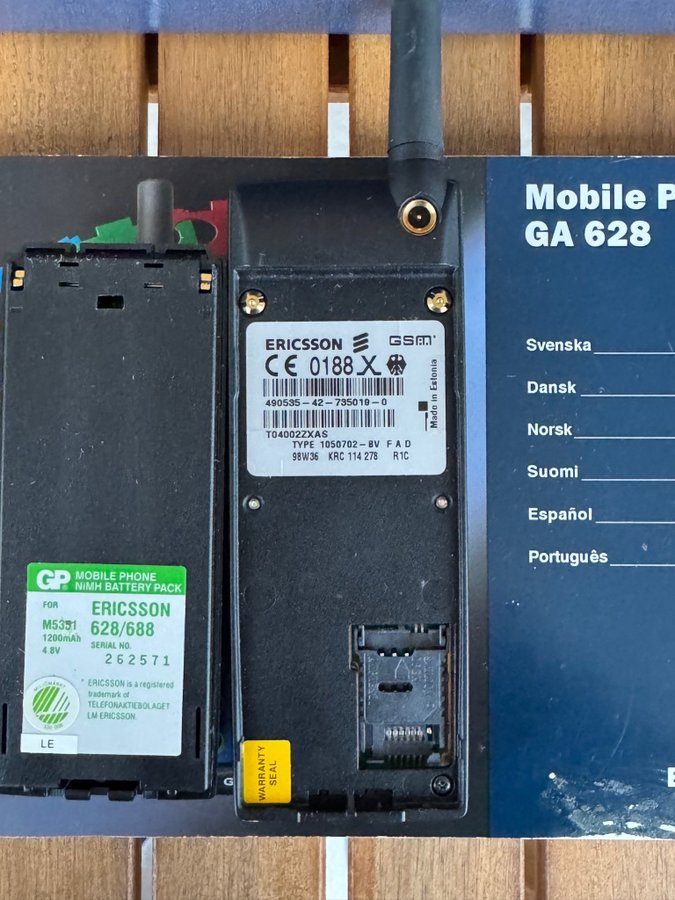 Mobile P
GA 628
Svenska
Dansk
Norsk
Suomi
Español
Português
ERICSSON GSM
CE 0188 X
490535-42-735019-0
T04002ZXAS
TYPE 1050702-BV F A D
98W36 KRC 114 278 R1C
Made in Estonia
GP MOBILE PHONE
NiMH BATTERY PACK
FOR ERICSSON
M5351 628/688
1200mAh SERIAL NO.
4.8V 262571
* ERICSSON is a registered
trademark of
TELEFONAKTIEBOLAGET
LM ERICSSON.
LE
WARRANTY
SEAL